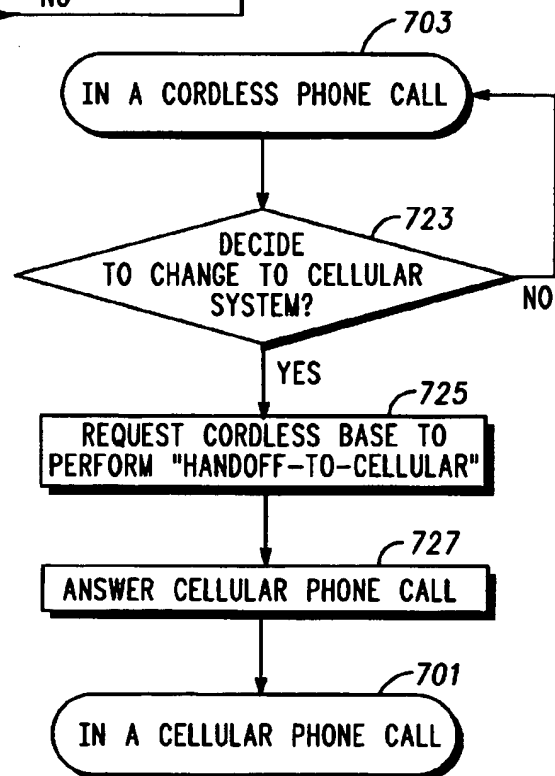 NO
703
IN A CORDLESS PHONE CALL
723
DECIDE
TO CHANGE TO CELLULAR
SYSTEM?
NO
YES
725
REQUEST CORDLESS BASE TO
PERFORM "HANDOFF-TO-CELLULAR"
727
ANSWER CELLULAR PHONE CALL
701
IN A CELLULAR PHONE CALL